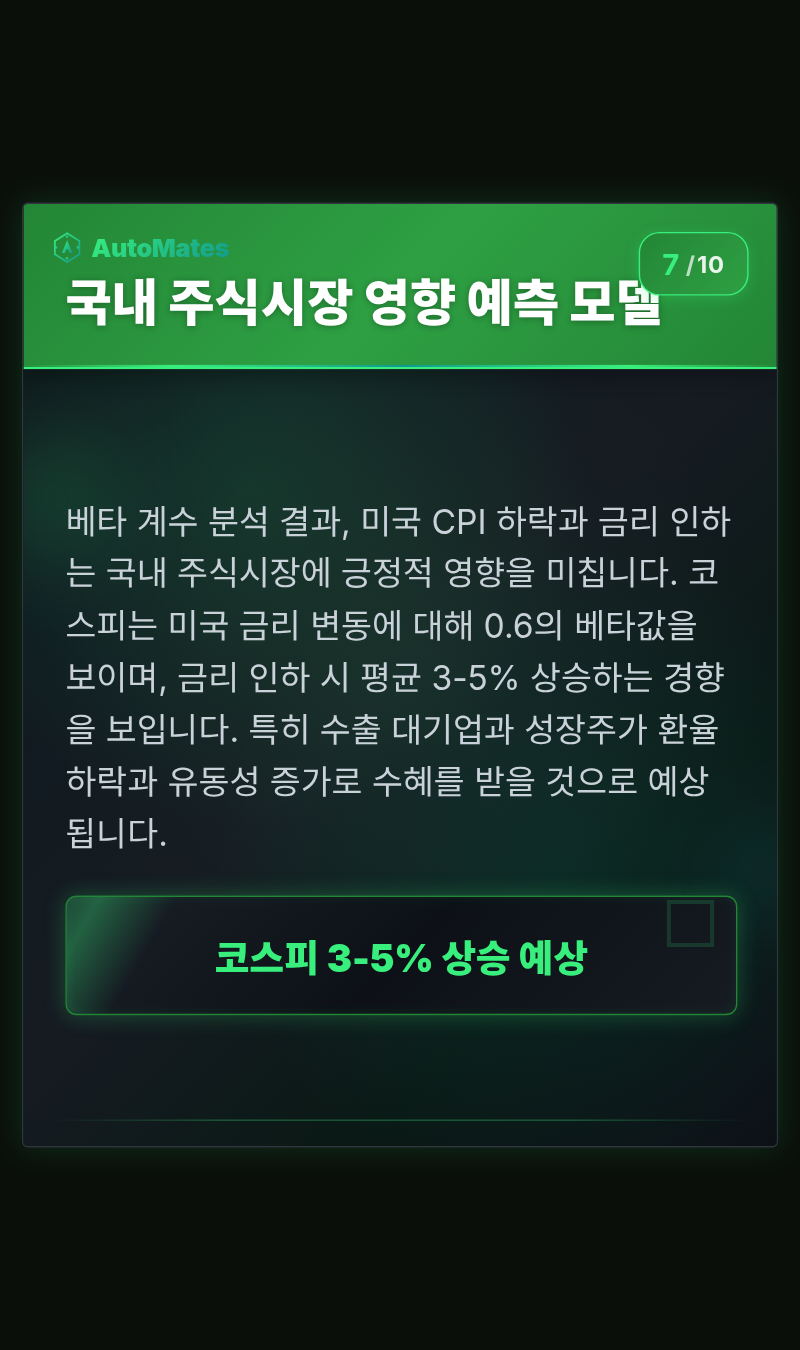 AutoMates
7 /10
국내 주식시장 영향 예측 모델
베타 계수 분석 결과, 미국 CPI 하락과 금리 인하
는 국내 주식시장에 긍정적 영향을 미칩니다. 코
스피는 미국 금리 변동에 대해 0.6의 베타값을
보이며, 금리 인하 시 평균 3-5% 상승하는 경향
을 보입니다. 특히 수출 대기업과 성장주가 환율
하락과 유동성 증가로 수혜를 받을 것으로 예상
됩니다.
코스피 3-5% 상승 예상